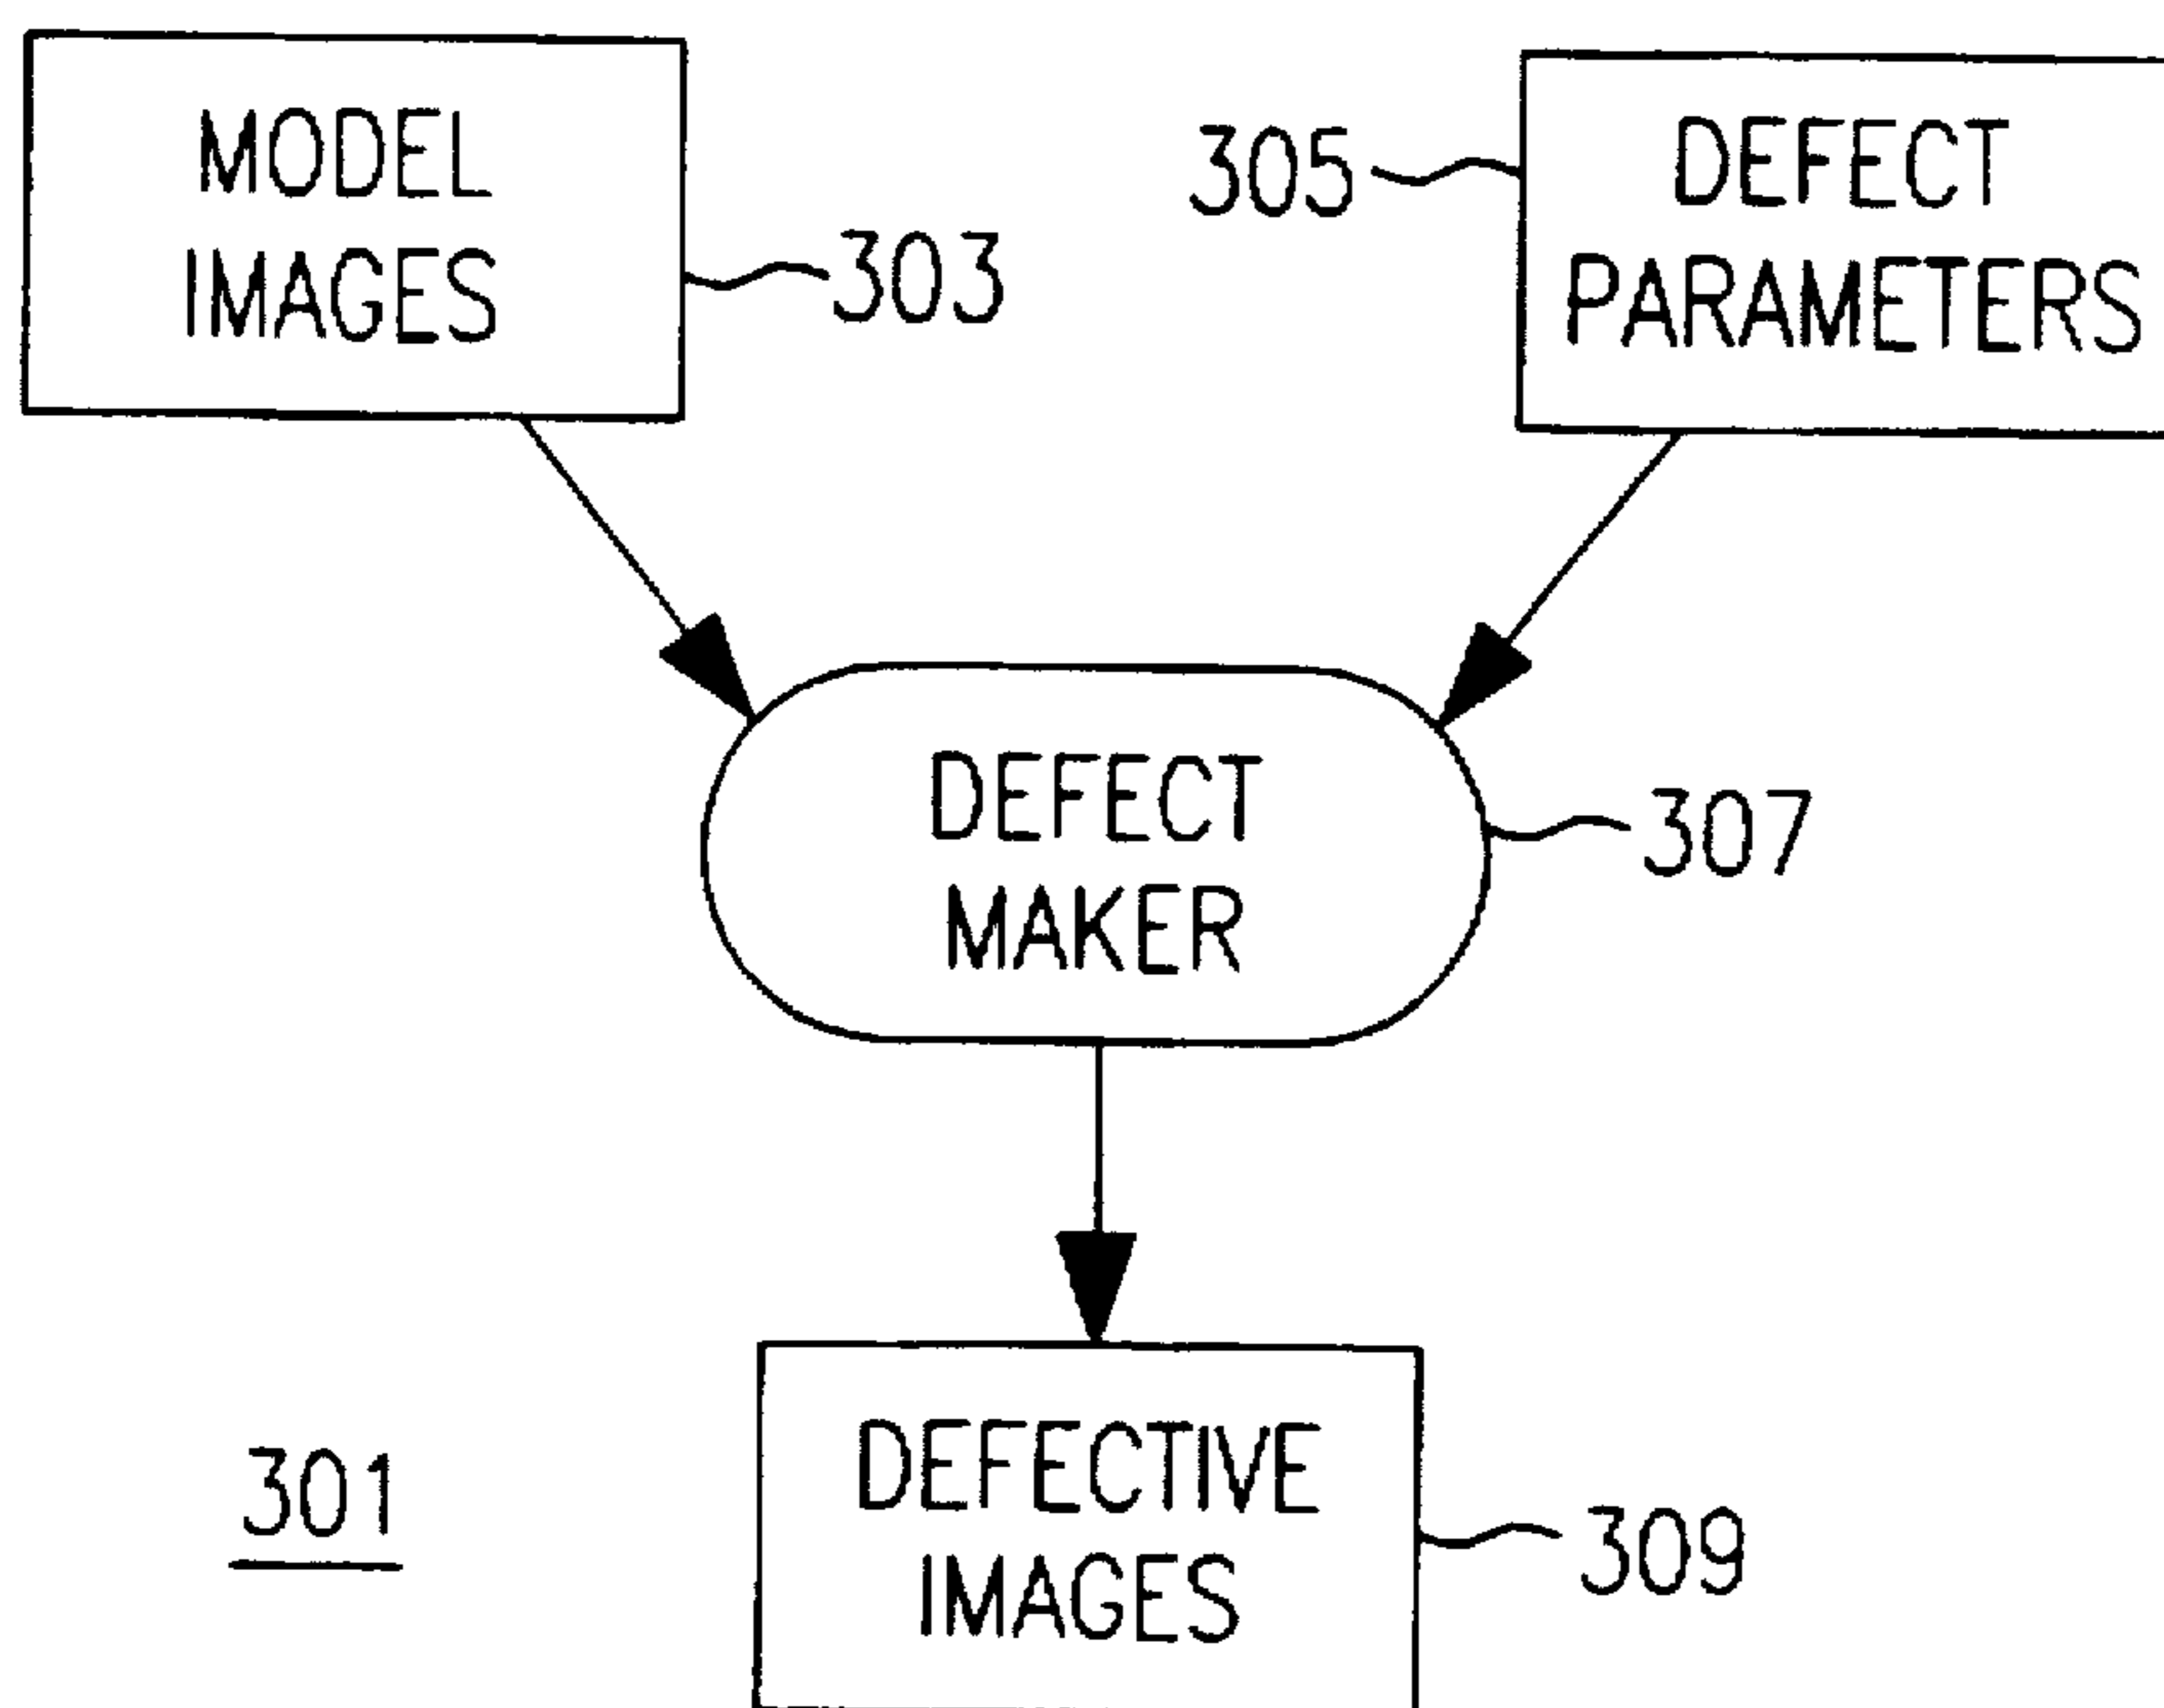 MODEL
IMAGES
303
305
DEFECT
PARAMETERS
DEFECT
MAKER
307
DEFECTIVE
IMAGES
309
301